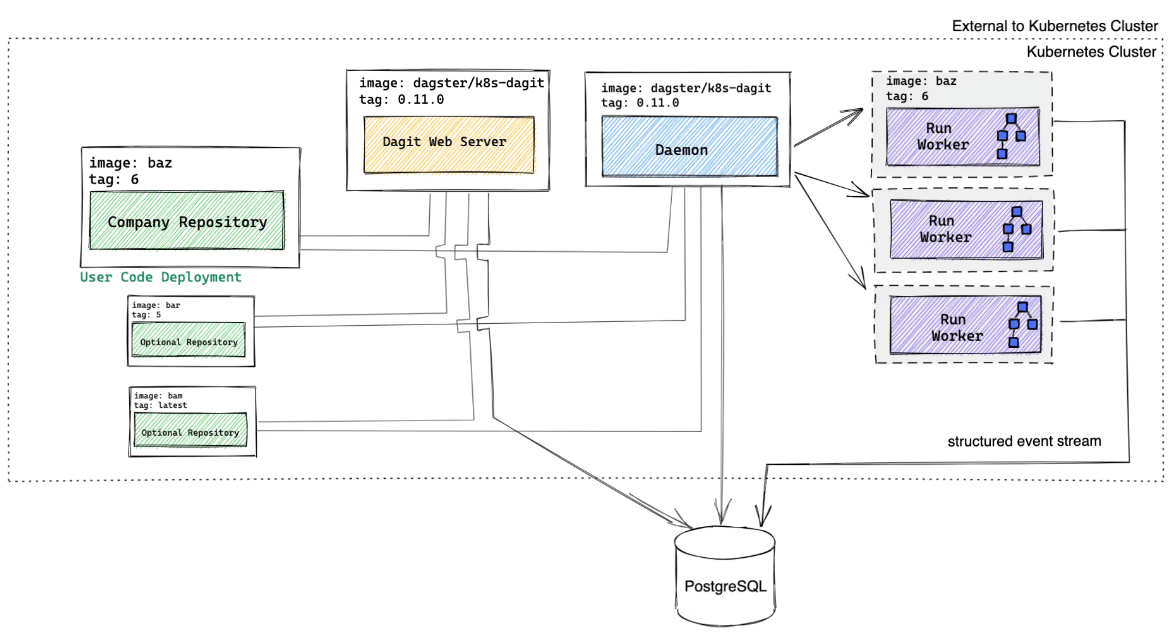 External to Kubernetes Cluster
Kubernetes Cluster
image: dagster/k8s-dagit
tag: 0.11.0
Dagit Web Server
image: dagster/k8s-dagit
tag: 0.11.0
Daemon
image: baz
tag: 6
Run
Worker
Run
Worker
Run
Worker
image: baz
tag: 6
Company Repository
User Code Deployment
image: bar
tag: 5
Optional Repository
image: bam
tag: latest
Optional Repository
structured event stream
PostgreSQL